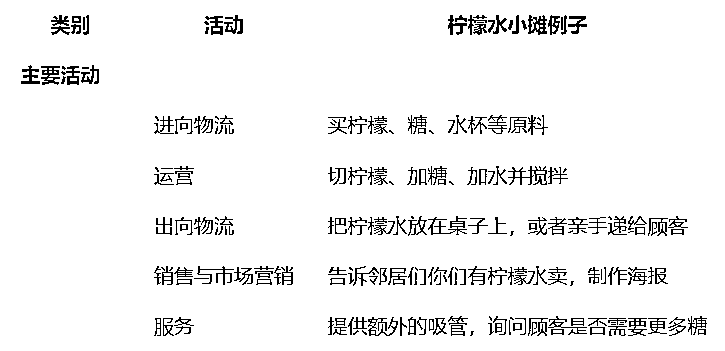 类别 活动 柠檬水小摊例子
主要活动
进向物流 买柠檬、糖、水杯等原料
运营 切柠檬、加糖、加水并搅拌
出向物流 把柠檬水放在桌子上，或者亲手递给顾客
销售与市场营销 告诉邻居们你们有柠檬水卖，制作海报
服务 提供额外的吸管，询问顾客是否需要更多糖